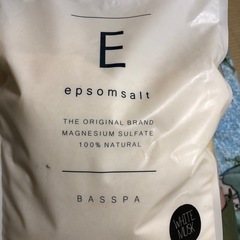 E
epsomsalt
THE ORIGINAL BRAND
MAGNESIUM SULFATE
100% NATURAL
BASSPA
WHITE
MUSK